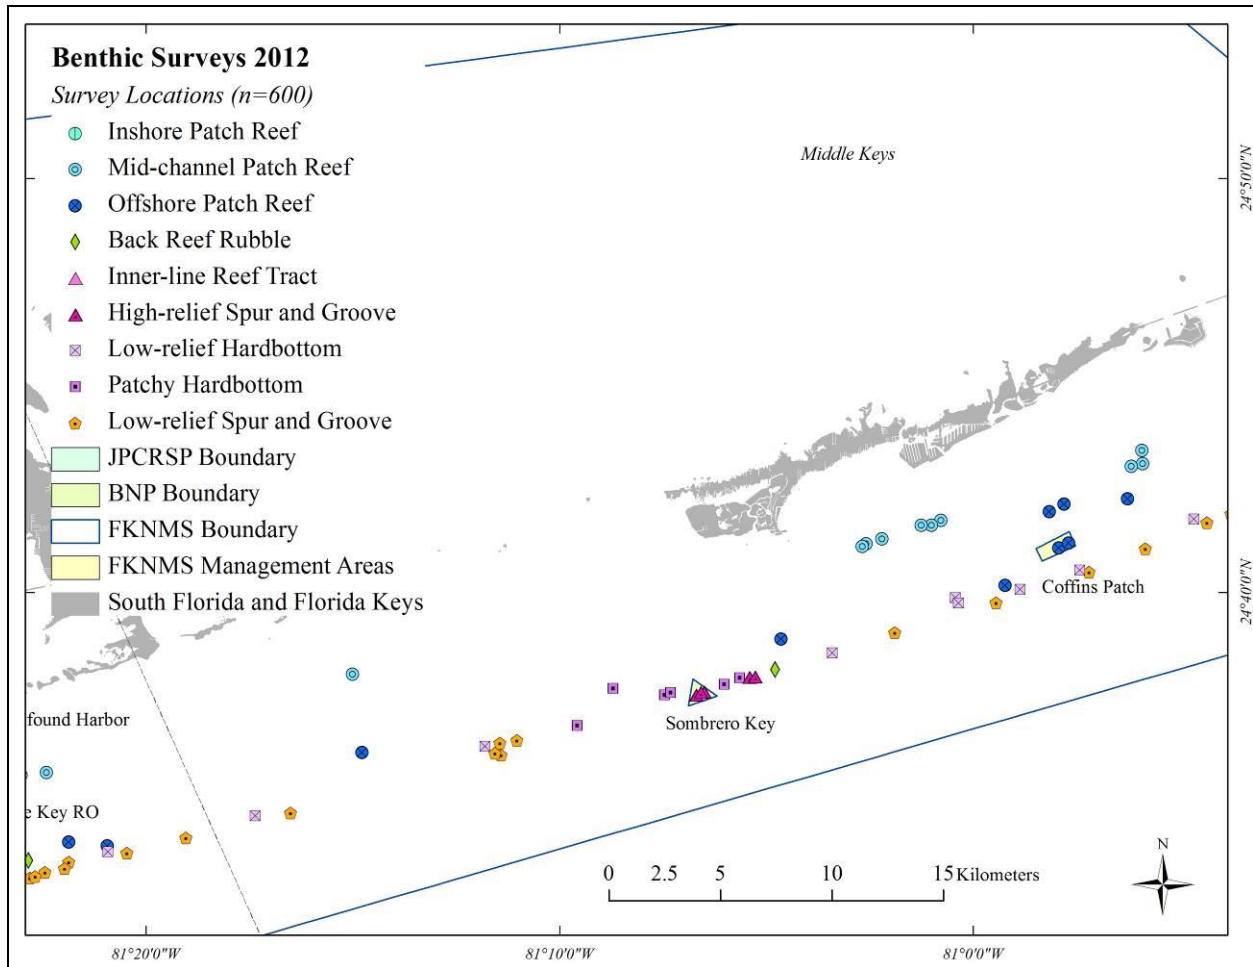 Benthic Surveys 2012
Survey Locations (n=600)
Inshore Patch Reef
Mid-channel Patch Reef
Offshore Patch Reef
Back Reef Rubble
Inner-line Reef Tract
High-relief Spur and Groove
Low-relief Hardbottom
Patchy Hardbottom
Low-relief Spur and Groove
JPCRSP Boundary
BNP Boundary
FKNMS Boundary
FKNMS Management Areas
South Florida and Florida Keys
Middle Keys
24°50'0"N
24°40'0"N
Coffins Patch
Sombrero Key
found Harbor
e Key RO
0 2.5 5 10 15 Kilometers
N
81°20'0"W 81°10'0"W 81°00'0"W